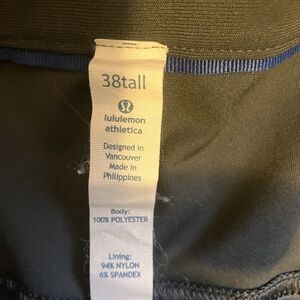 38tall
lululemon
athletica
Designed in
Vancouver
Made in
Philippines
Body:
100% POLYESTER
Lining:
94% NYLON
6% SPANDEX